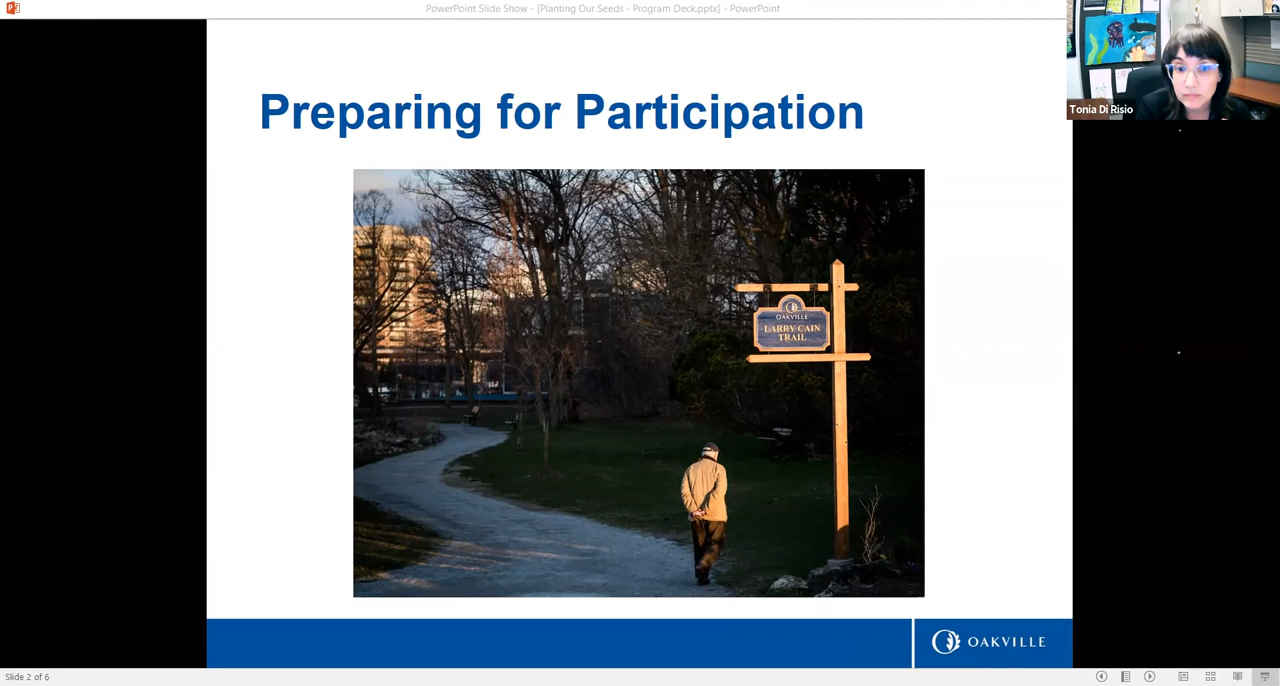 PowerPoint Slide Show - [Planting Our Seeds - Program Deck.pptx] - PowerPoint
Tonia Di Risio
Preparing for Participation
OAKVILLE
LARRY CAIN
TRAIL
OAKVILLE
Slide 2 of 6